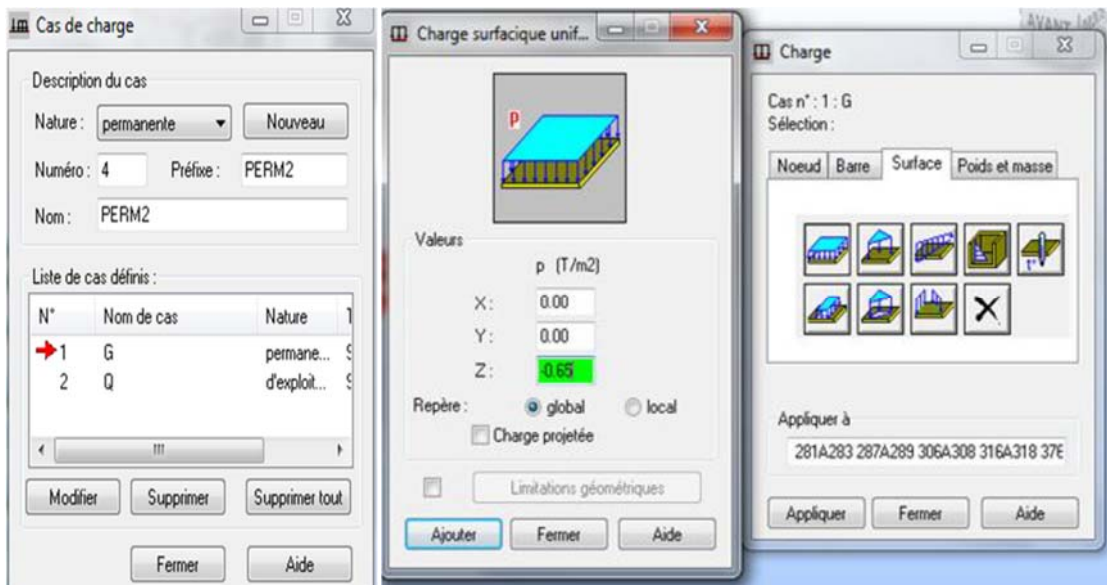 Cas de charge
Description du cas
Nature : permanente Nouveau
Numéro : 4 Préfixe : PERM2
Nom : PERM2
Liste de cas définis :
N° Nom de cas Nature
1 G permane...
2 Q d'exploit...
Modifier Supprimer Supprimer tout
Fermer Aide
Charge surfacique unif...
P
Valeurs
p (T/m2)
X : 0.00
Y : 0.00
Z : -0.65
Repère : global local
Charge projetée
Limitations géométriques
Ajouter Fermer Aide
Charge
Cas n° : 1 : G
Sélection :
Noeud Barre Surface Poids et masse
Appliquer à
281A283 287A289 306A308 316A318 37
Appliquer Fermer Aide